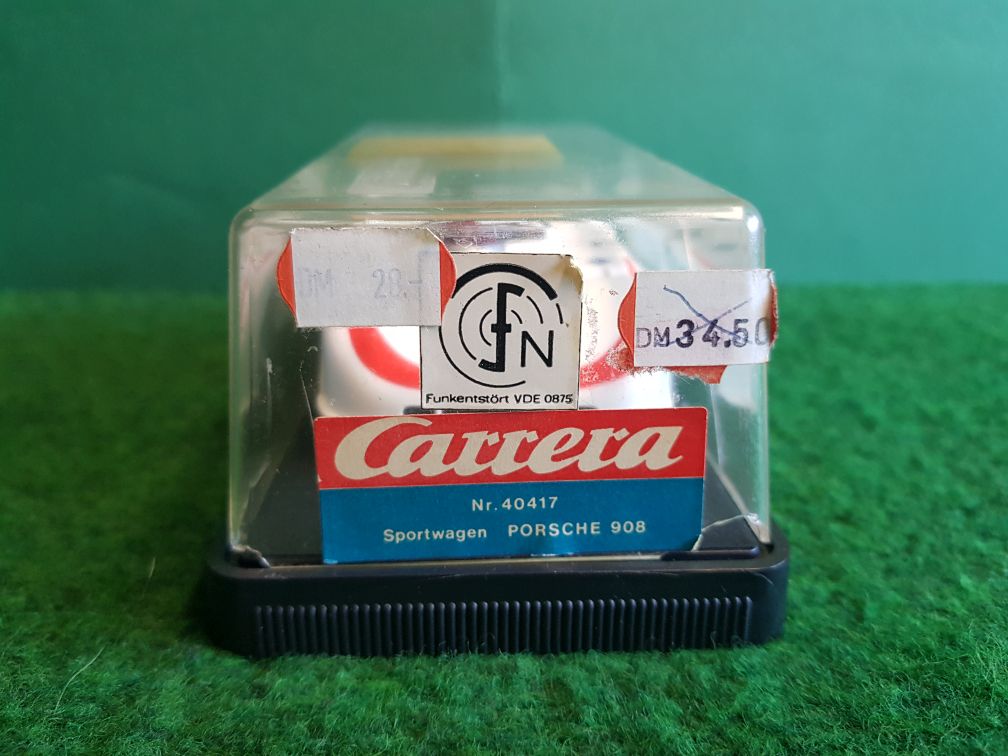 DM 28.-
FN
Funkentstört VDE 0875
DM34.50
Carrera
Nr. 40417
Sportwagen PORSCHE 908